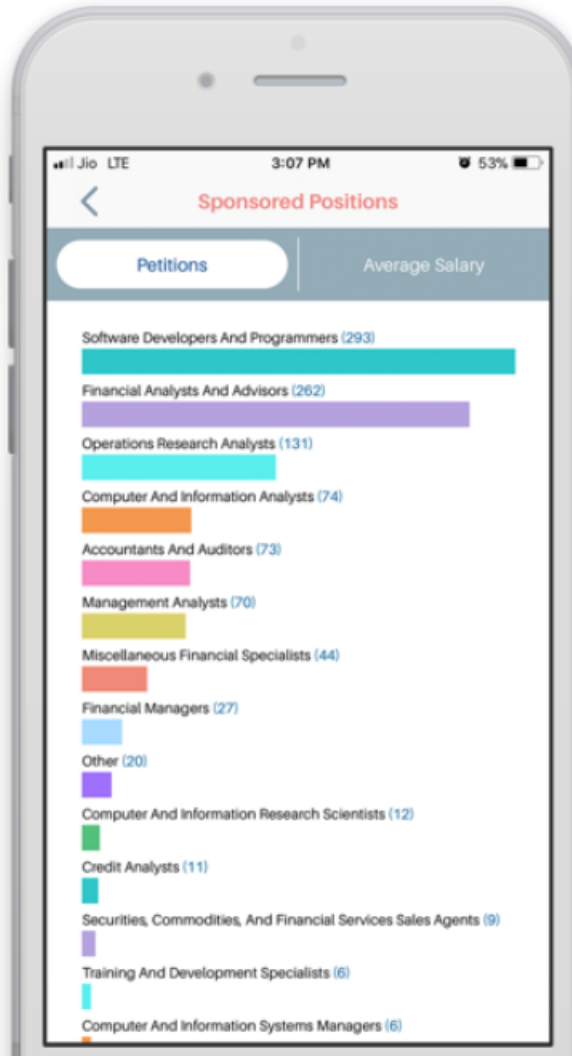 Jio LTE 3:07 PM 53%
Sponsored Positions
Petitions Average Salary
Software Developers And Programmers (293)
Financial Analysts And Advisors (262)
Operations Research Analysts (131)
Computer And Information Analysts (74)
Accountants And Auditors (73)
Management Analysts (70)
Miscellaneous Financial Specialists (44)
Financial Managers (27)
Other (20)
Computer And Information Research Scientists (12)
Credit Analysts (11)
Securities, Commodities, And Financial Services Sales Agents (9)
Training And Development Specialists (6)
Computer And Information Systems Managers (6)